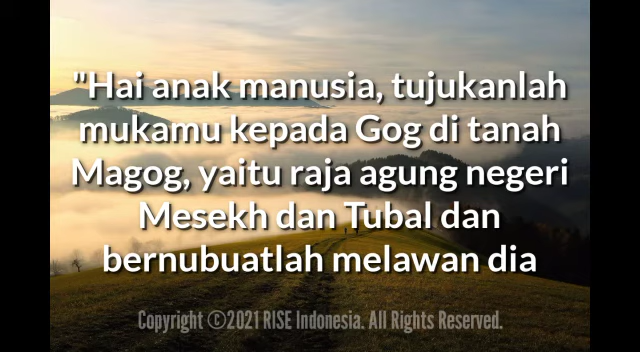 "Hai anak manusia, tujukanlah
mukamu kepada Gog di tanah
Magog, yaitu raja agung negeri
Mesekh dan Tubal dan
bernubuatlah melawan dia
Copyright ©2021 RISE Indonesia. All Rights Reserved.